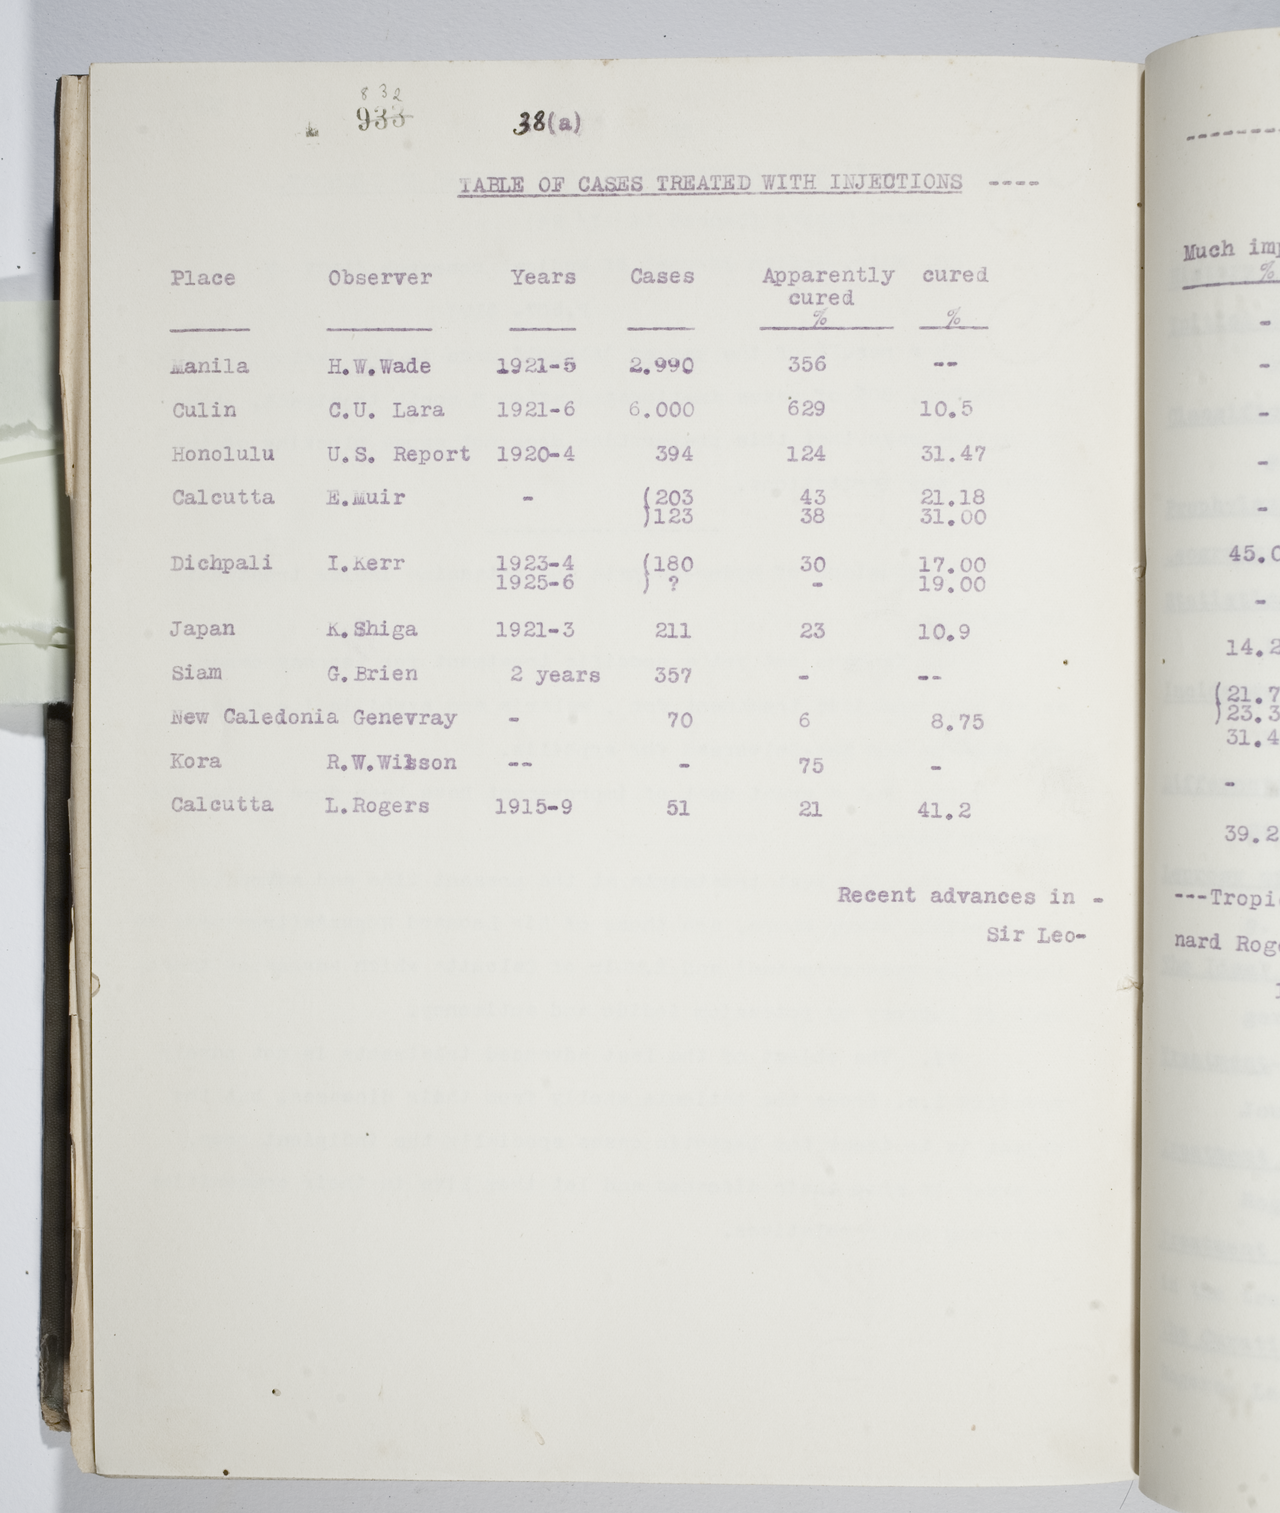 832
933
38(a)
TABLE OF CASES TREATED WITH INJECTIONS ----
Place Observer Years Cases Apparently cured cured
% %
Manila H.W.Wade 1921-5 2.990 356 --
Culin C.U. Lara 1921-6 6.000 629 10.5
Honolulu U.S. Report 1920-4 394 124 31.47
Calcutta E.Muir - (203 43 21.18
)123 38 31.00
Dichpali I.Kerr 1923-4 (180 30 17.00
1925-6 ) ? - 19.00
Japan K.Shiga 1921-3 211 23 10.9
Siam G.Brien 2 years 357 - --
New Caledonia Genevray - 70 6 8.75
Kora R.W.Wilsson -- - 75 -
Calcutta L.Rogers 1915-9 51 21 41.2
Recent advances in -
Sir Leo-
--------
Much imp
%
-
-
-
-
-
45.0
-
14.2
(21.7
)23.3
31.4
-
39.2
---Tropi
nard Rog